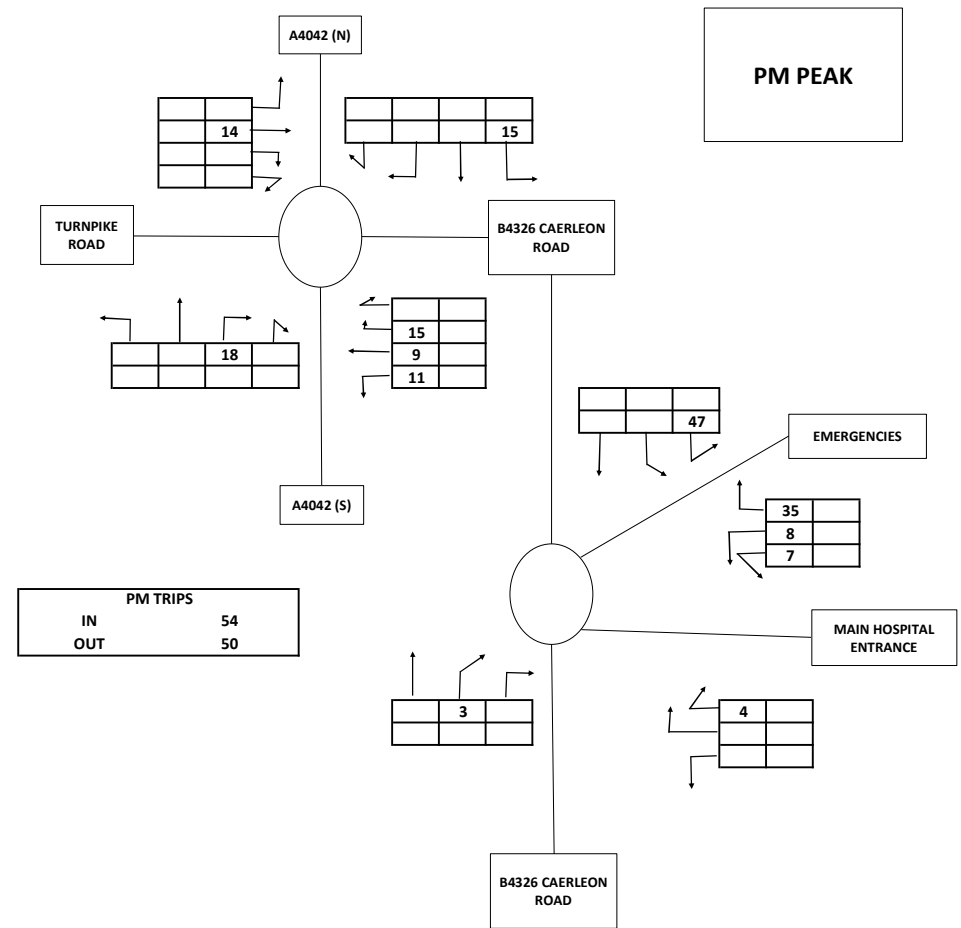 A4042 (N)
PM PEAK
14
15
TURNPIKE
ROAD
B4326 CAERLEON
ROAD
18
15
9
11
47
EMERGENCIES
A4042 (S)
35
8
7
PM TRIPS
IN 54
OUT 50
MAIN HOSPITAL
ENTRANCE
3
4
B4326 CAERLEON
ROAD